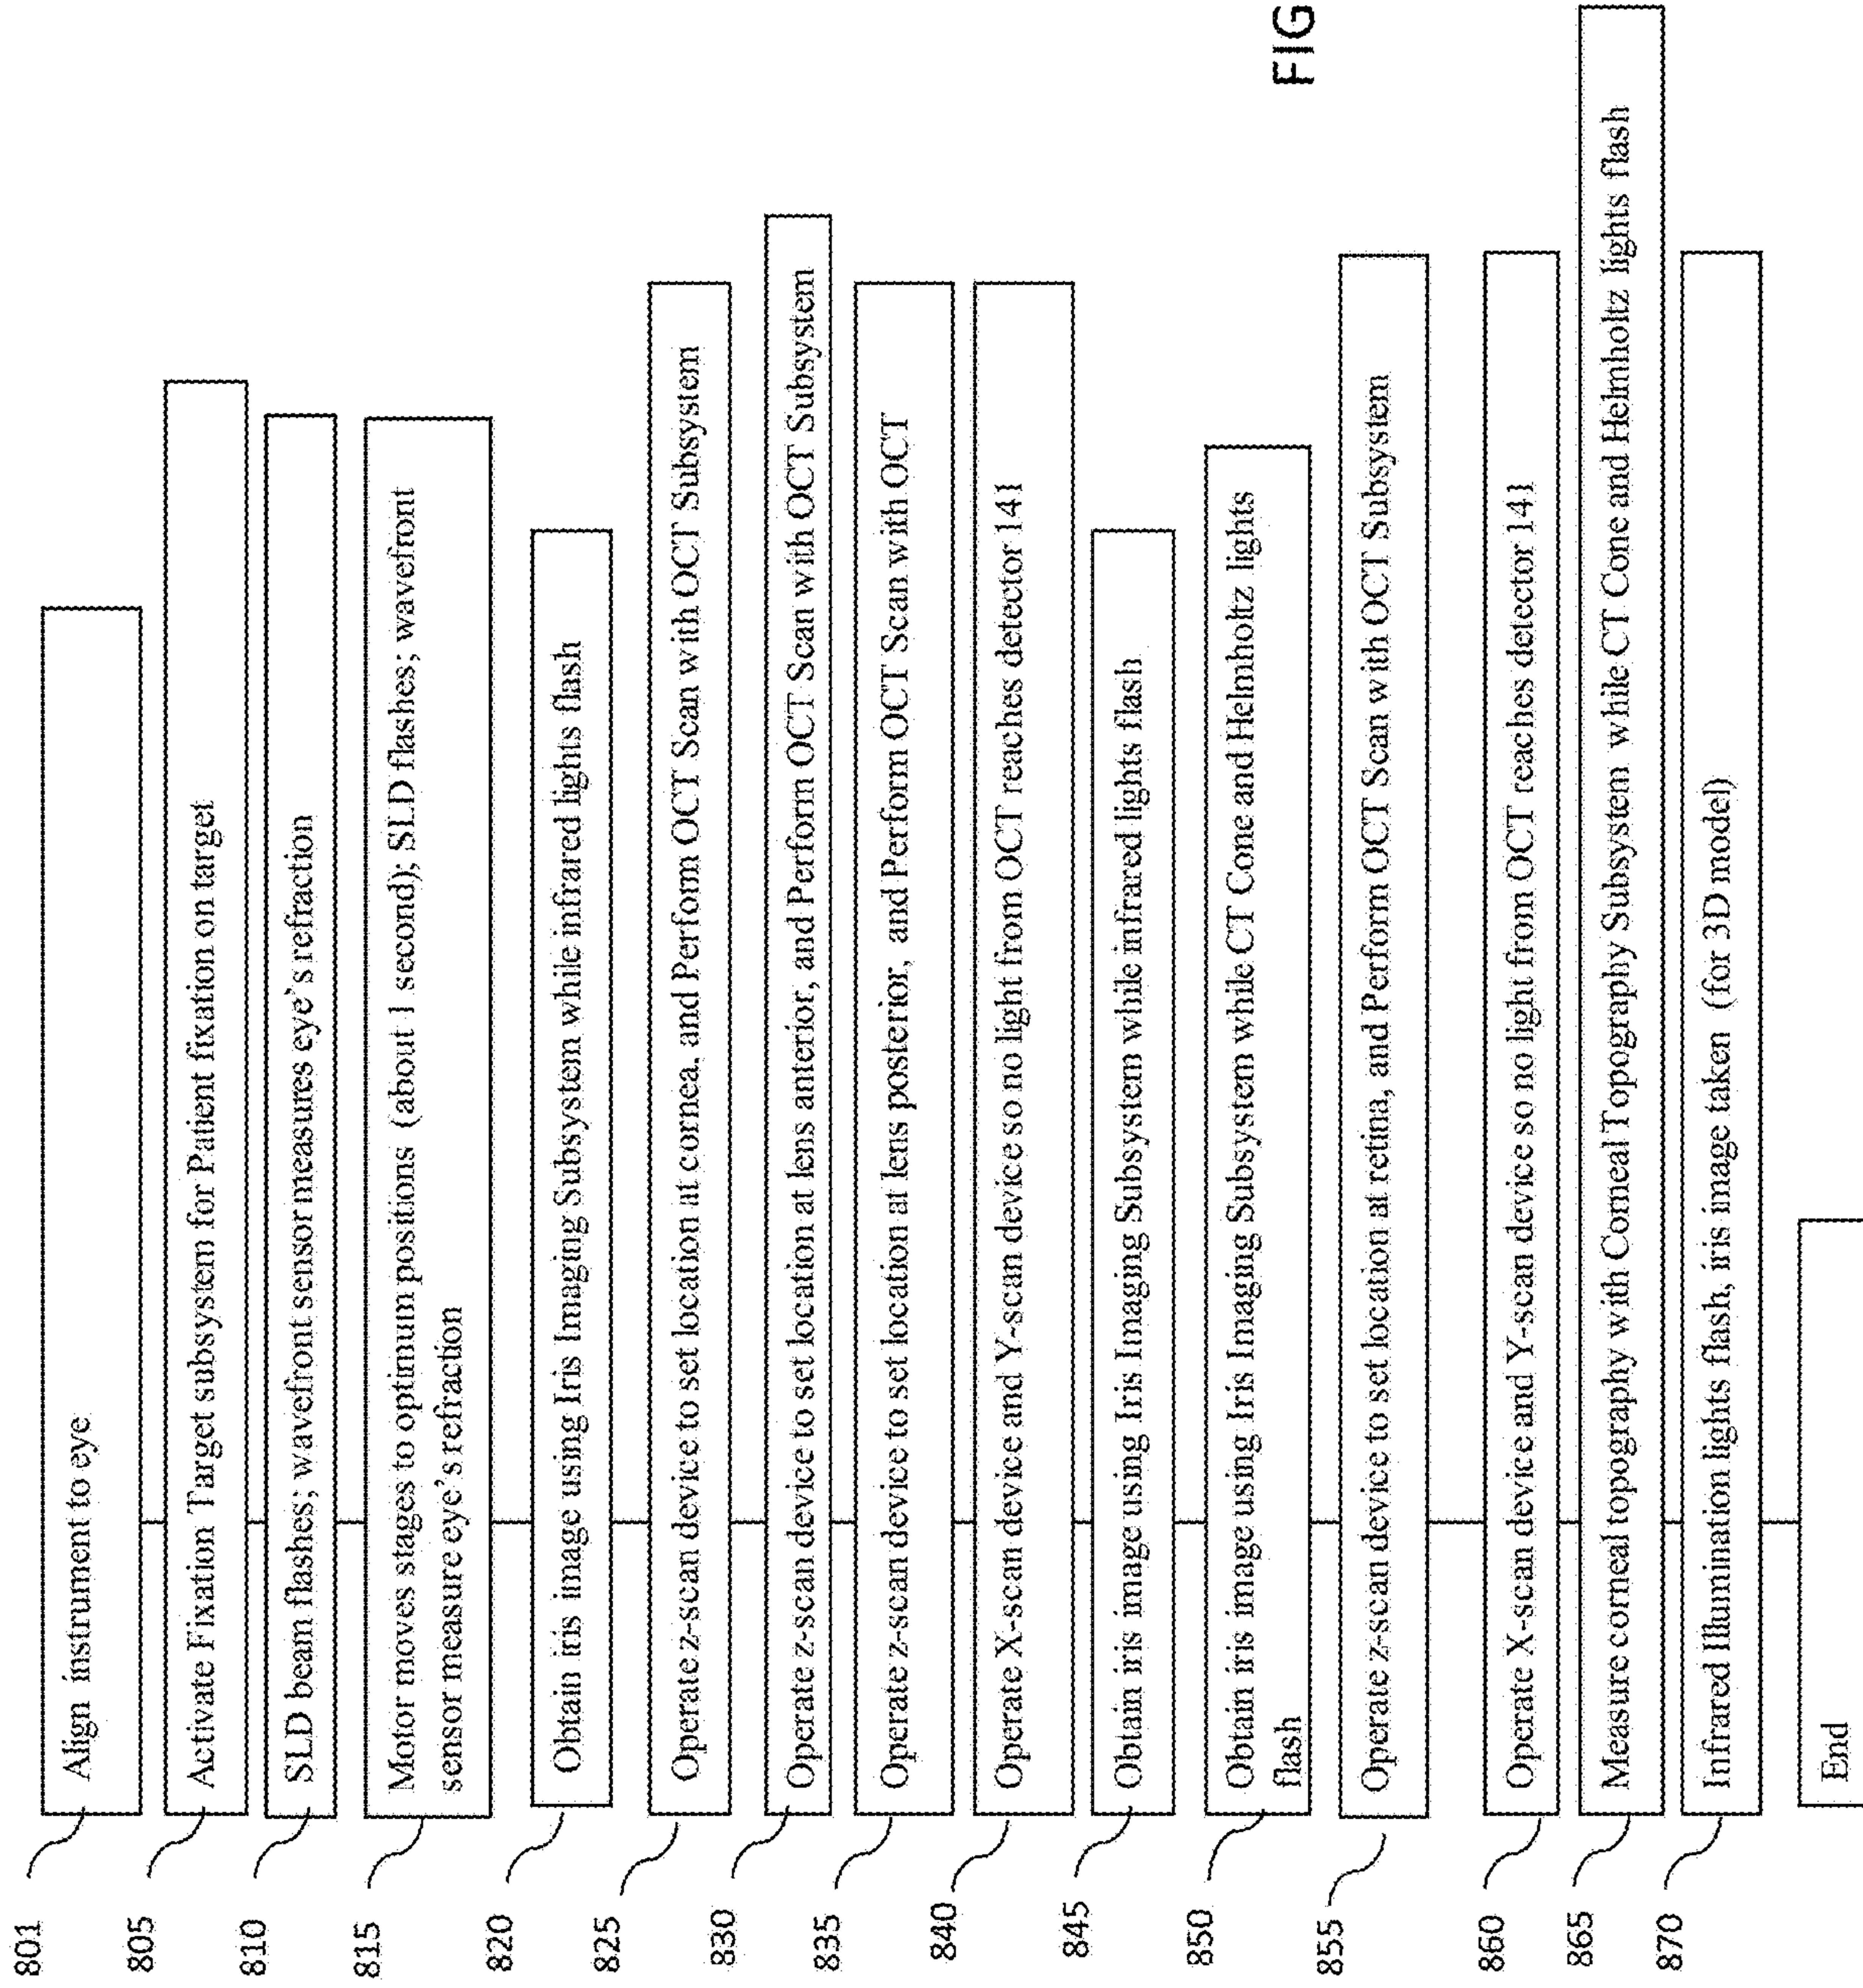 801
Align instrument to eye
805
Activate Fixation Target subsystem for Patient fixation on target
810
SLD beam flashes; wavefront sensor measures eye's refraction
815
Motor moves stages to optimum positions (about 1 second); SLD flashes; wavefront
sensor measure eye's refraction
820
Obtain iris image using Iris Imaging Subsystem while infrared lights flash
825
Operate z-scan device to set location at cornea, and Perform OCT Scan with OCT Subsystem
830
Operate z-scan device to set location at lens anterior, and Perform OCT Scan with OCT Subsystem
835
Operate z-scan device to set location at lens posterior, and Perform OCT Scan with OCT
840
Operate X-scan device and Y-scan device so no light from OCT reaches detector 141
845
Obtain iris image using Iris Imaging Subsystem while infrared lights flash
850
Obtain iris image using Iris Imaging Subsystem while CT Cone and Helmholtz lights
flash
855
Operate z-scan device to set location at retina, and Perform OCT Scan with OCT Subsystem
860
Operate X-scan device and Y-scan device so no light from OCT reaches detector 141
865
Measure corneal topography with Corneal Topography Subsystem while CT Cone and Helmholtz lights flash
870
Infrared Illumination lights flash, iris image taken (for 3D model)
End
FIG